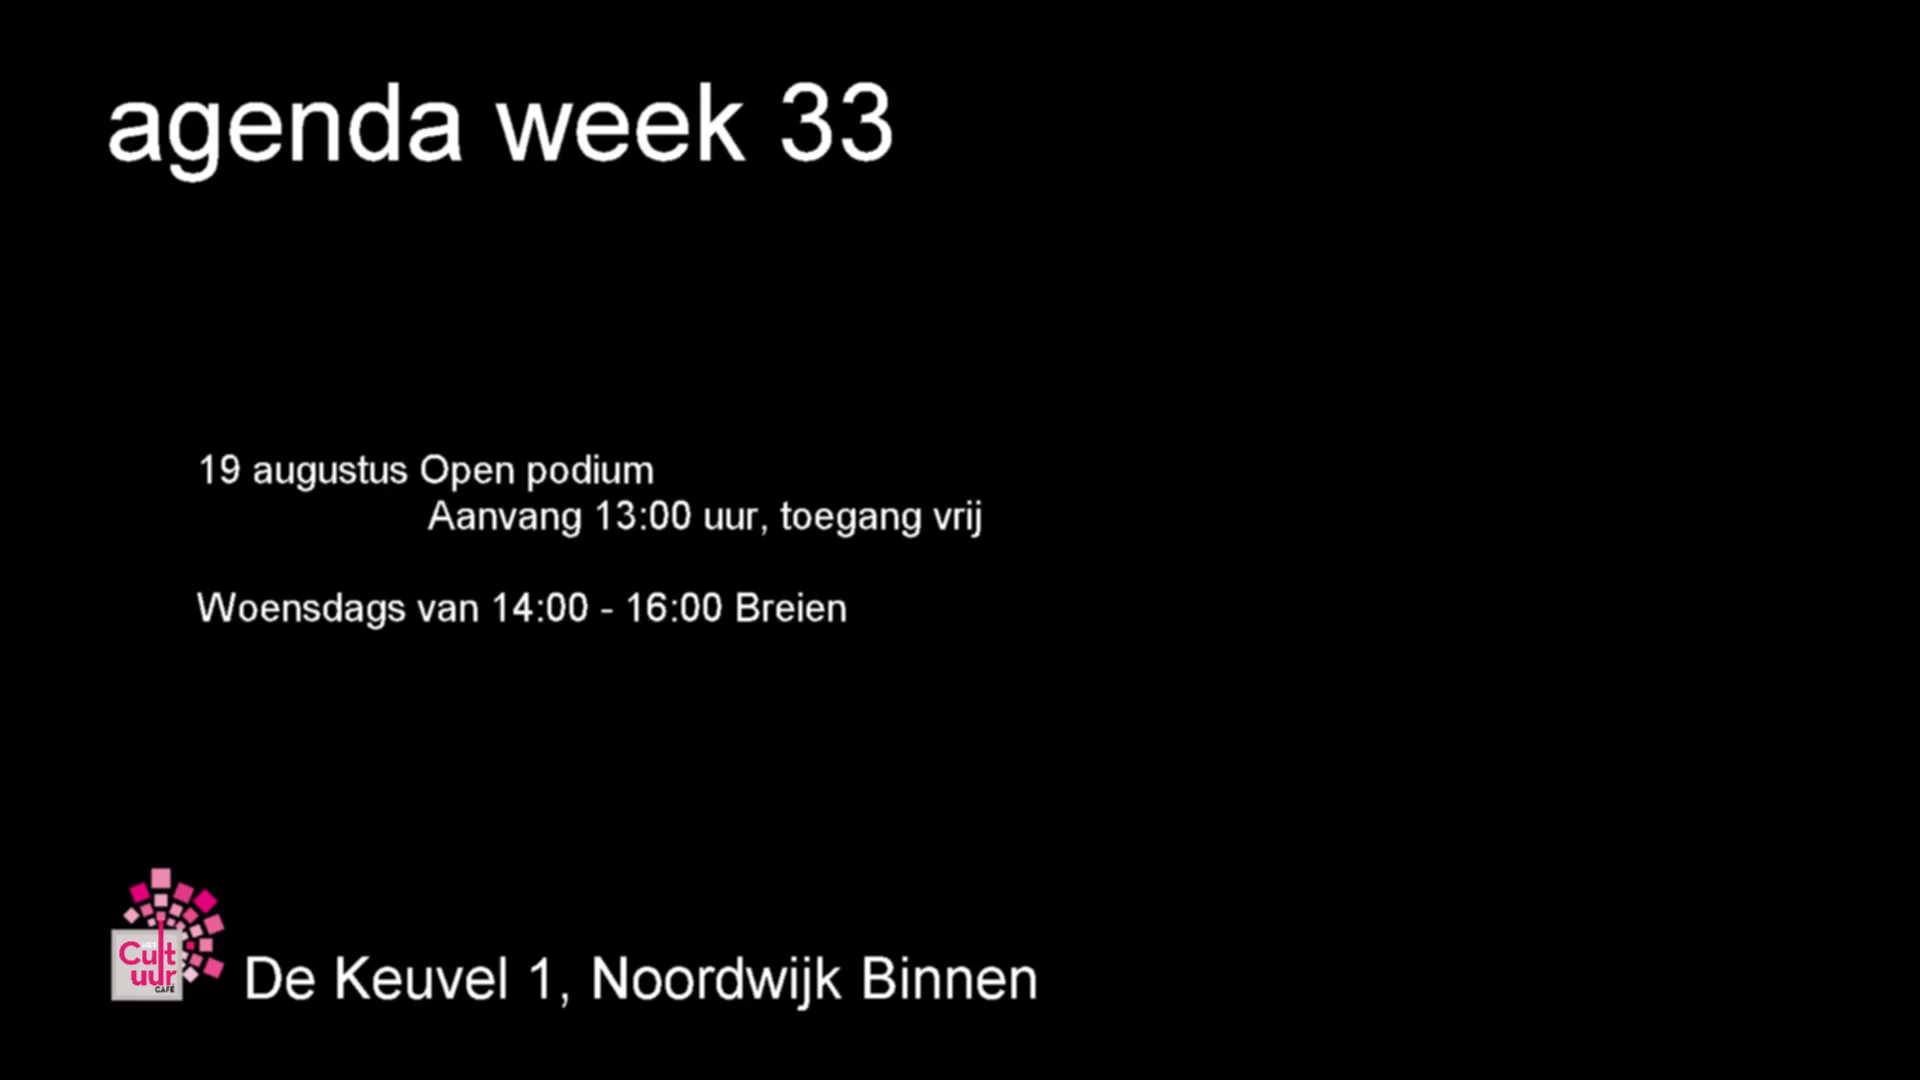 agenda week 33
19 augustus Open podium
Aanvang 13:00 uur, toegang vrij
Woensdags van 14:00 - 16:00 Breien
Cult
uur
CAFÉ
De Keuvel 1, Noordwijk Binnen